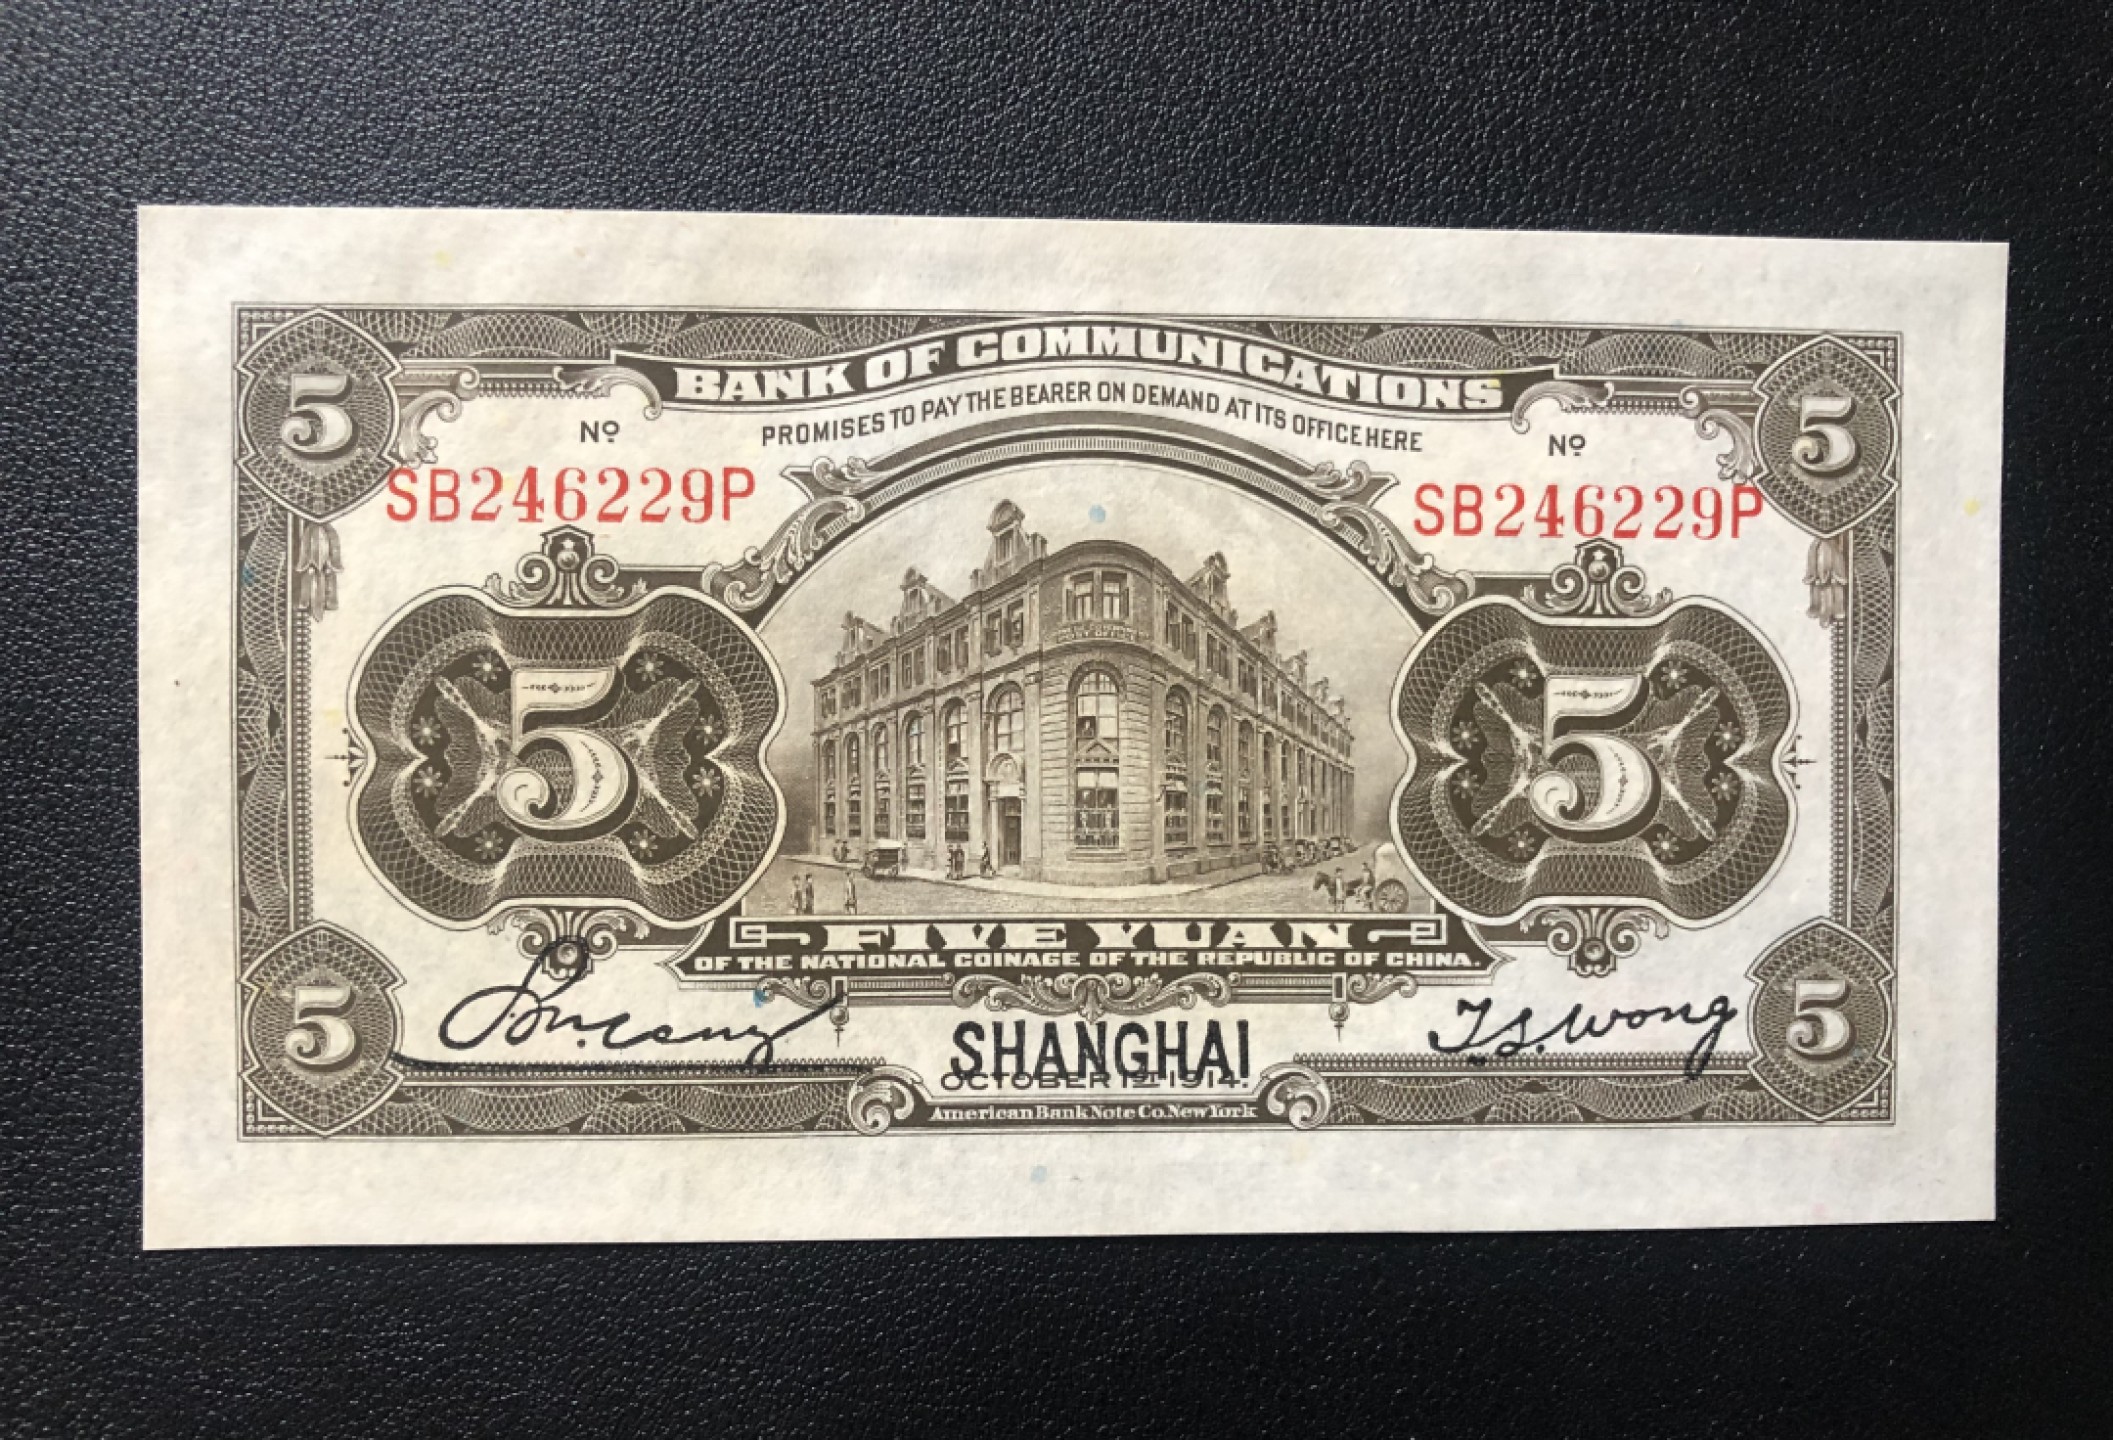 BANK OF COMMUNICATIONS
PROMISES TO PAY THE BEARER ON DEMAND AT ITS OFFICE HERE
5
5
Nº
Nº
SB246229P
SB246229P
5
5
POST OFFICE
FIVE YUAN
OF THE NATIONAL COINAGE OF THE REPUBLIC OF CHINA.
5
5
T.S. Wong
SHANGHAI
OCTOBER 1ST 1914.
American Bank Note Co. New York